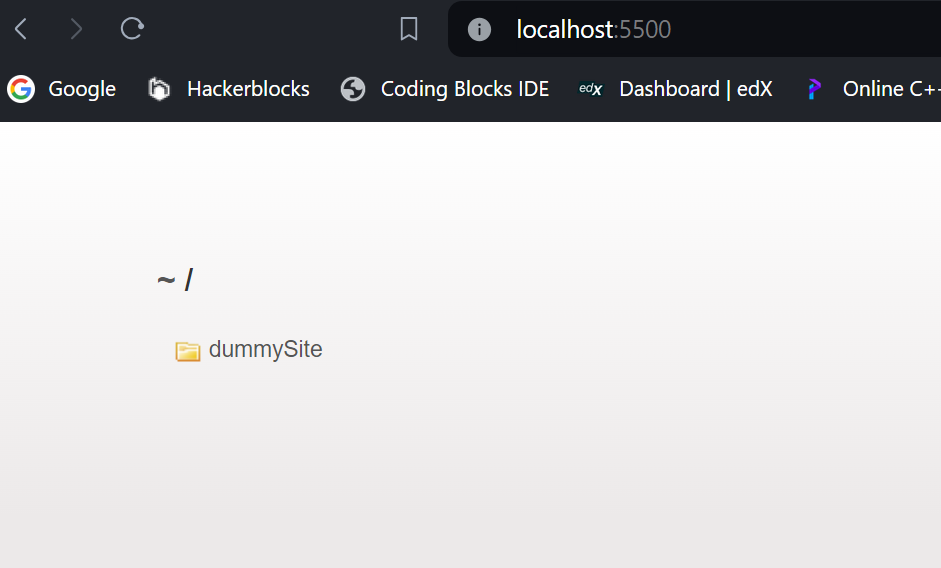 localhost:5500
Google Hackerblocks edX Coding Blocks IDE Dashboard | edX Online C+
~ /
dummySite